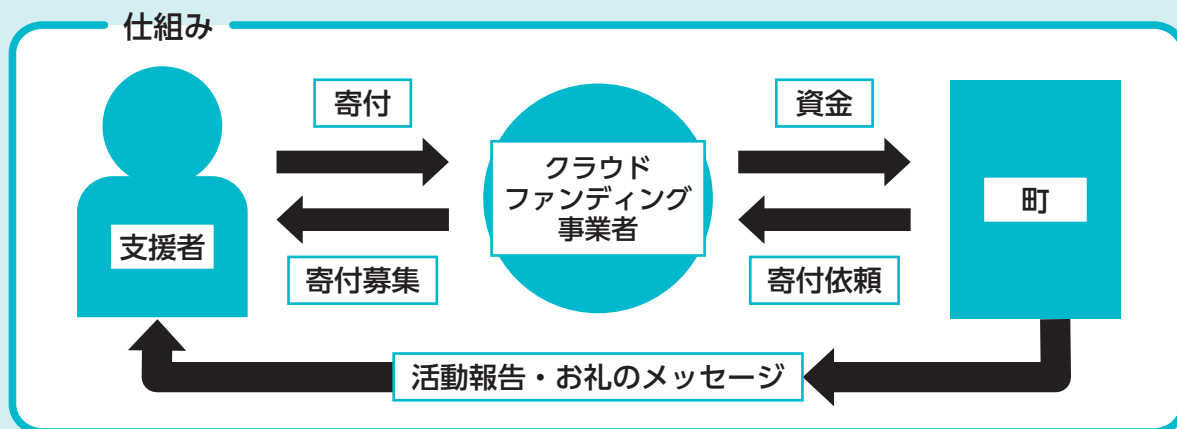 仕組み
寄付
資金
クラウド
ファンディング
事業者
町
支援者
寄付募集
寄付依頼
活動報告・お礼のメッセージ